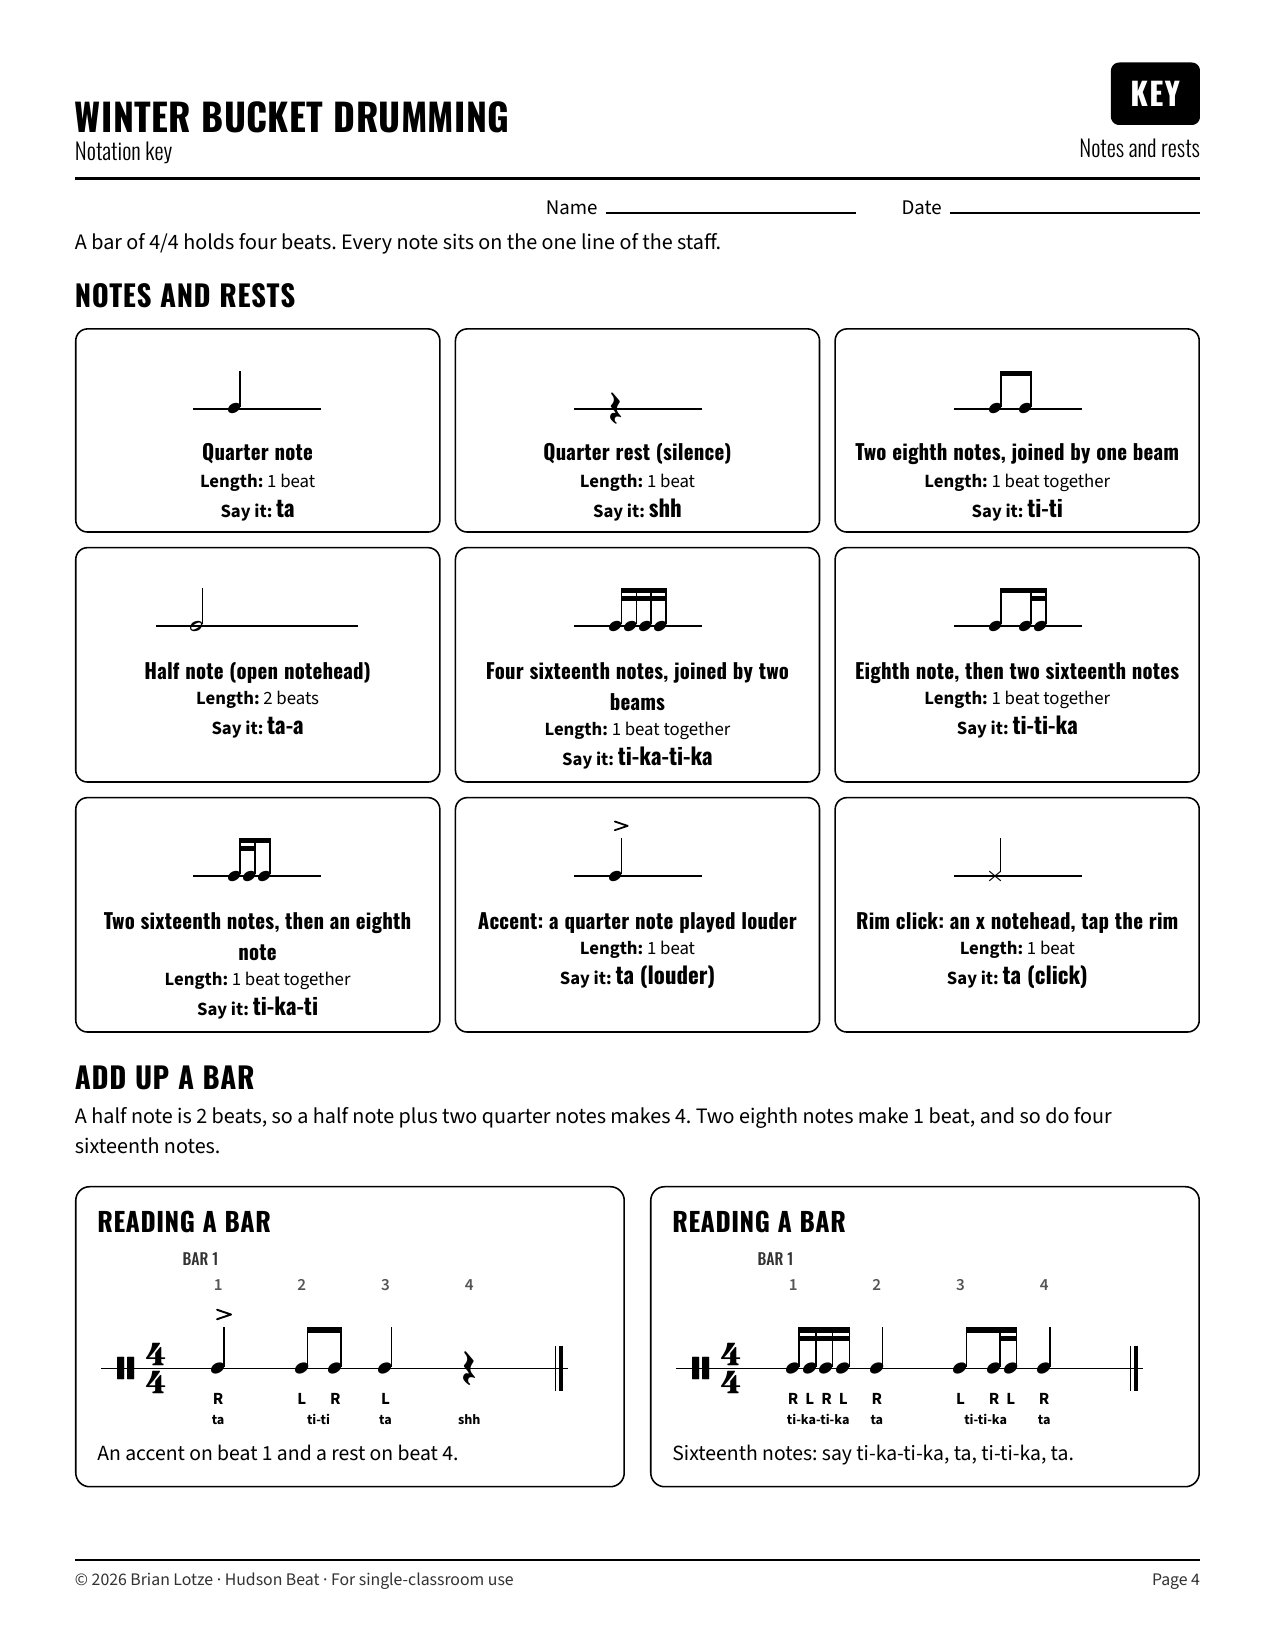 WINTER BUCKET DRUMMING
Notation key
KEY
Notes and rests
Name
Date
A bar of 4/4 holds four beats. Every note sits on the one line of the staff.
NOTES AND RESTS
Quarter note
Length: 1 beat
Say it: ta
Quarter rest (silence)
Length: 1 beat
Say it: shh
Two eighth notes, joined by one beam
Length: 1 beat together
Say it: ti-ti
Half note (open notehead)
Length: 2 beats
Say it: ta-a
Four sixteenth notes, joined by two
beams
Length: 1 beat together
Say it: ti-ka-ti-ka
Eighth note, then two sixteenth notes
Length: 1 beat together
Say it: ti-ti-ka
Two sixteenth notes, then an eighth
note
Length: 1 beat together
Say it: ti-ka-ti
Accent: a quarter note played louder
Length: 1 beat
Say it: ta (louder)
Rim click: an x notehead, tap the rim
Length: 1 beat
Say it: ta (click)
ADD UP A BAR
A half note is 2 beats, so a half note plus two quarter notes makes 4. Two eighth notes make 1 beat, and so do four
sixteenth notes.
READING A BAR
BAR 1
1 2 3 4
4
4
R L R L
ta ti-ti ta shh
An accent on beat 1 and a rest on beat 4.
READING A BAR
BAR 1
1 2 3 4
4
4
R L R L R L R L R
ti-ka-ti-ka ta ti-ti-ka ta
Sixteenth notes: say ti-ka-ti-ka, ta, ti-ti-ka, ta.
© 2026 Brian Lotze · Hudson Beat · For single-classroom use
Page 4